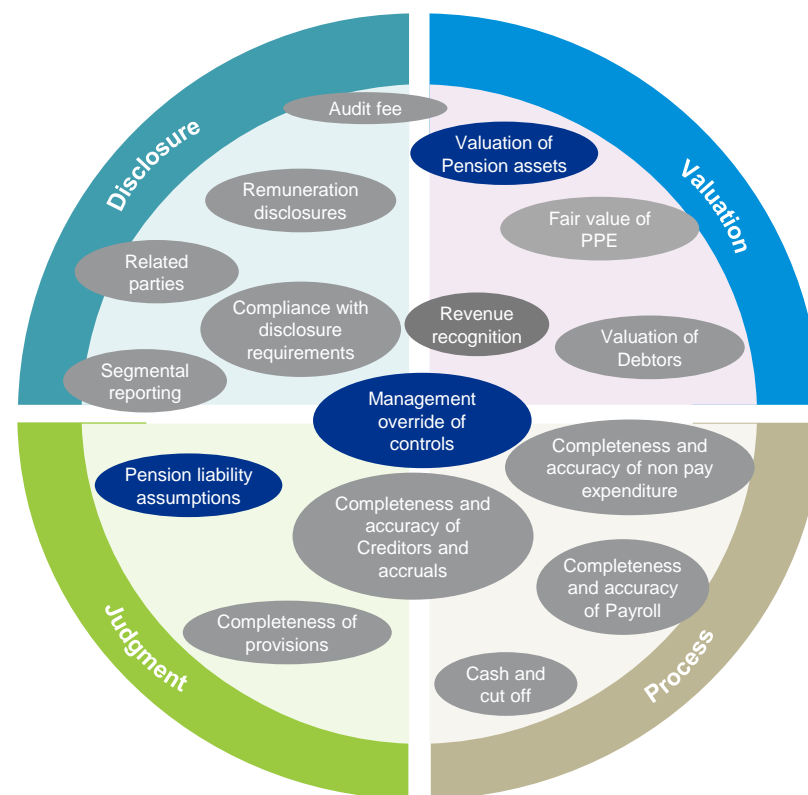 Disclosure
Audit fee
Remuneration
disclosures
Related
parties
Compliance with
disclosure
requirements
Segmental
reporting
Valuation
Valuation of
Pension assets
Fair value of
PPE
Revenue
recognition
Valuation of
Debtors
Management
override of
controls
Judgment
Pension liability
assumptions
Completeness and
accuracy of
Creditors and
accruals
Completeness of
provisions
Process
Completeness and
accuracy of non pay
expenditure
Completeness
and accuracy
of Payroll
Cash and
cut off